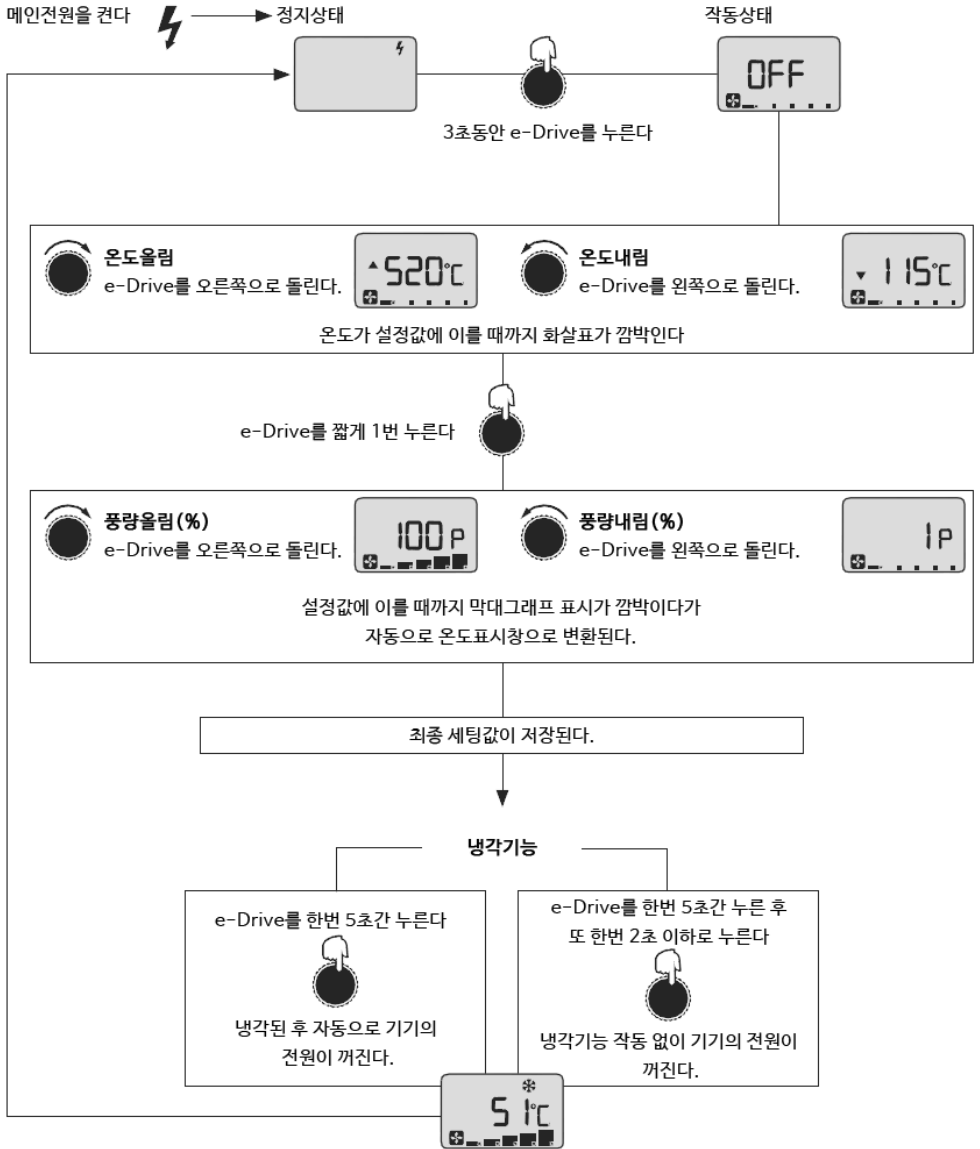 메인전원을 켠다
정지상태
작동상태
OFF
3초동안 e-Drive를 누른다
온도올림
e-Drive를 오른쪽으로 돌린다.
520℃
온도내림
e-Drive를 왼쪽으로 돌린다.
115℃
온도가 설정값에 이를 때까지 화살표가 깜박인다
e-Drive를 짧게 1번 누른다
풍량올림(%)
e-Drive를 오른쪽으로 돌린다.
100P
풍량내림(%)
e-Drive를 왼쪽으로 돌린다.
1P
설정값에 이를 때까지 막대그래프 표시가 깜박이다가
자동으로 온도표시창으로 변환된다.
최종 세팅값이 저장된다.
냉각기능
e-Drive를 한번 5초간 누른다
냉각된 후 자동으로 기기의
전원이 꺼진다.
e-Drive를 한번 5초간 누른 후
또 한번 2초 이하로 누른다
냉각기능 작동 없이 기기의 전원이
꺼진다.
51℃